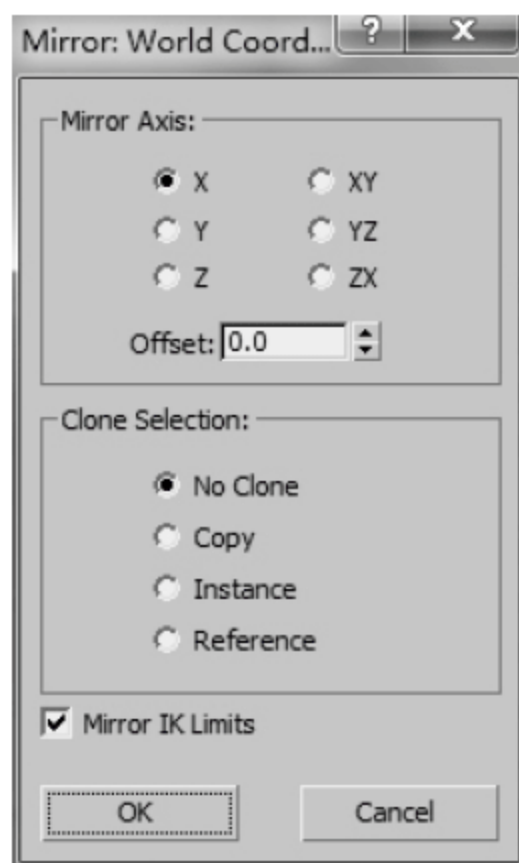 Mirror: World Coord...
?
x
Mirror Axis:
X XY
Y YZ
Z ZX
Offset: 0.0
Clone Selection:
No Clone
Copy
Instance
Reference
Mirror IK Limits
OK Cancel